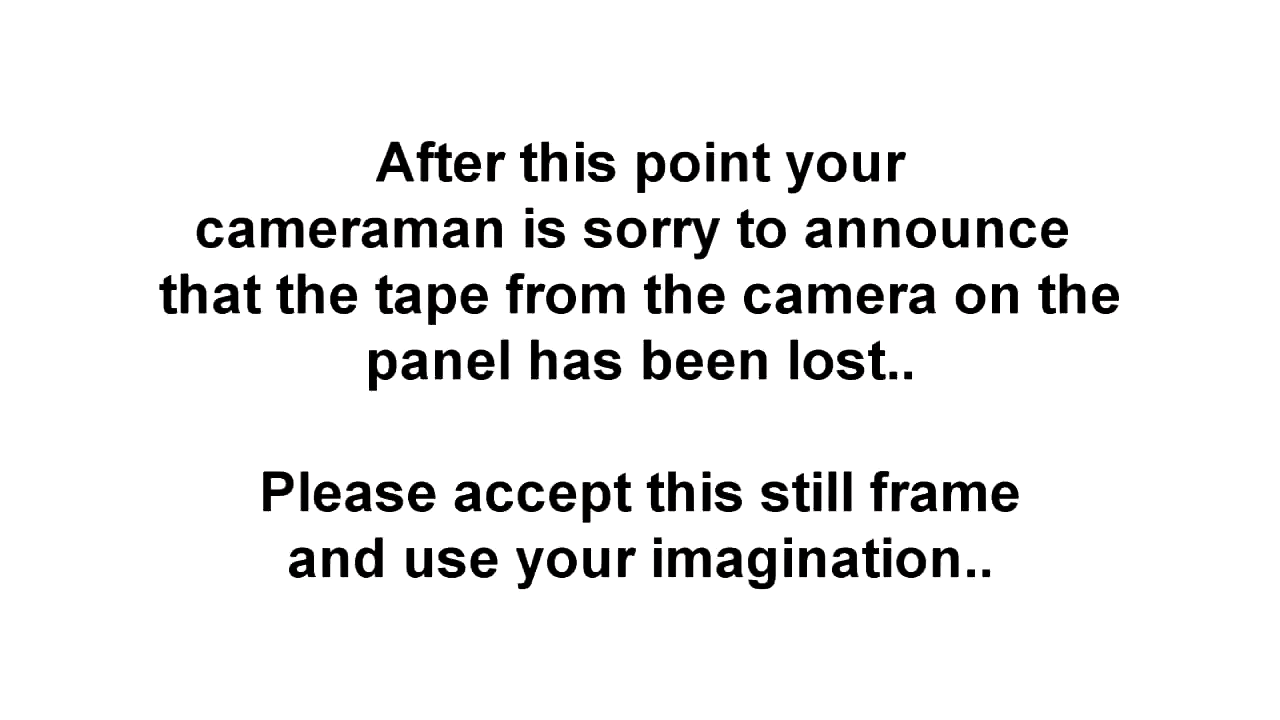 After this point your
cameraman is sorry to announce
that the tape from the camera on the
panel has been lost..
Please accept this still frame
and use your imagination..